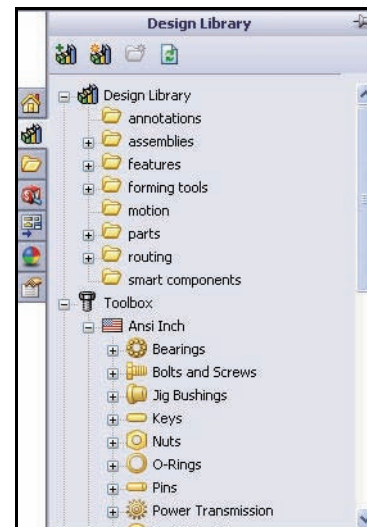 Design Library
Design Library
annotations
assemblies
features
forming tools
motion
parts
routing
smart components
Toolbox
Ansi Inch
Bearings
Bolts and Screws
Jig Bushings
Keys
Nuts
O-Rings
Pins
Power Transmission